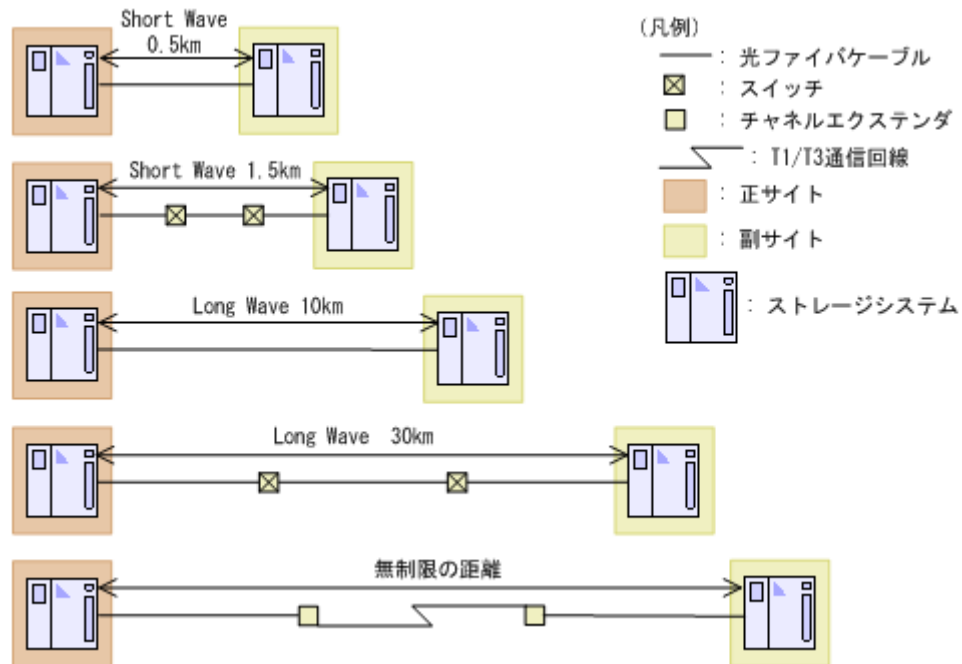 Short Wave
0.5km
Short Wave 1.5km
Long Wave 10km
Long Wave 30km
無制限の距離
(凡例)
: 光ファイバケーブル
: スイッチ
: チャネルエクステンダ
: T1/T3通信回線
: 正サイト
: 副サイト
: ストレージシステム